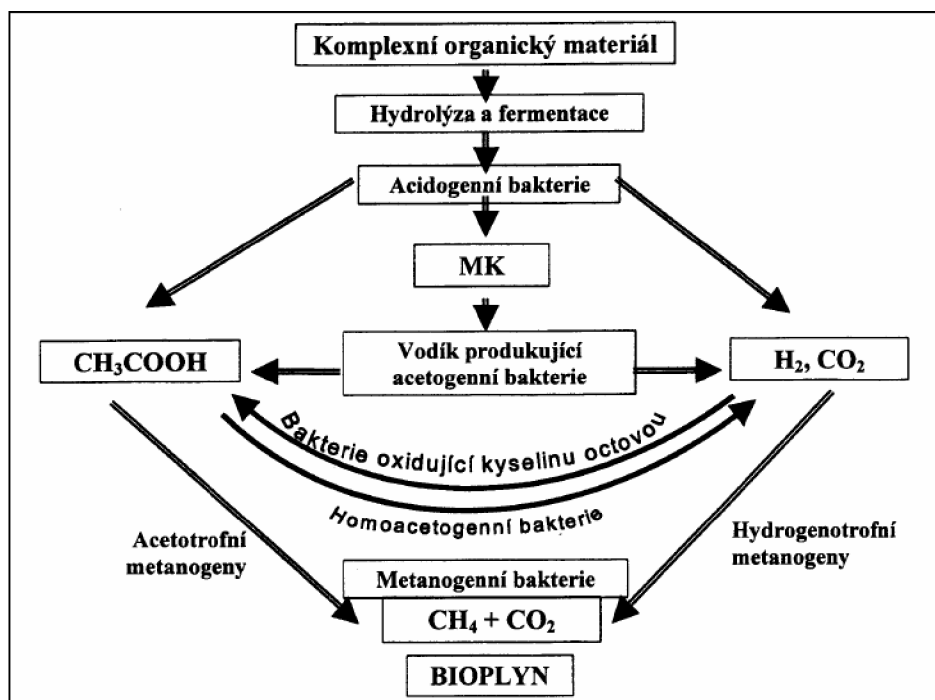 Komplexní organický materiál
Hydrolýza a fermentace
Acidogenní bakterie
MK
CH₃COOH
Vodík produkující
acetogenní bakterie
H₂, CO₂
Bakterie oxidující kyselinu octovou
Homoacetogenní bakterie
Acetotrofní
metanogeny
Hydrogenotrofní
metanogeny
Metanogenní bakterie
CH₄ + CO₂
BIOPLYN